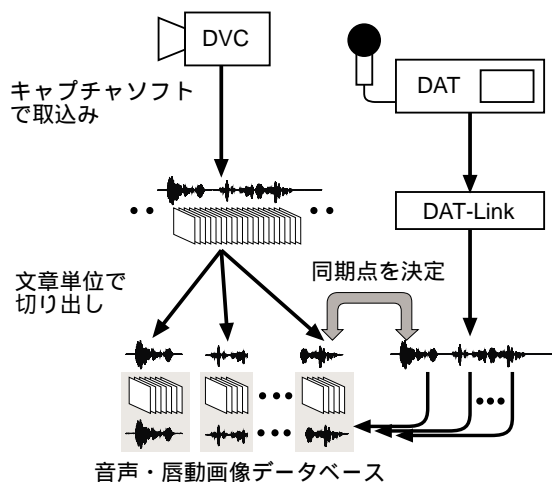 DVC
DAT
キャプチャソフト
で取込み
DAT-Link
文章単位で
切り出し
同期点を決定
音声・唇動画像データベース